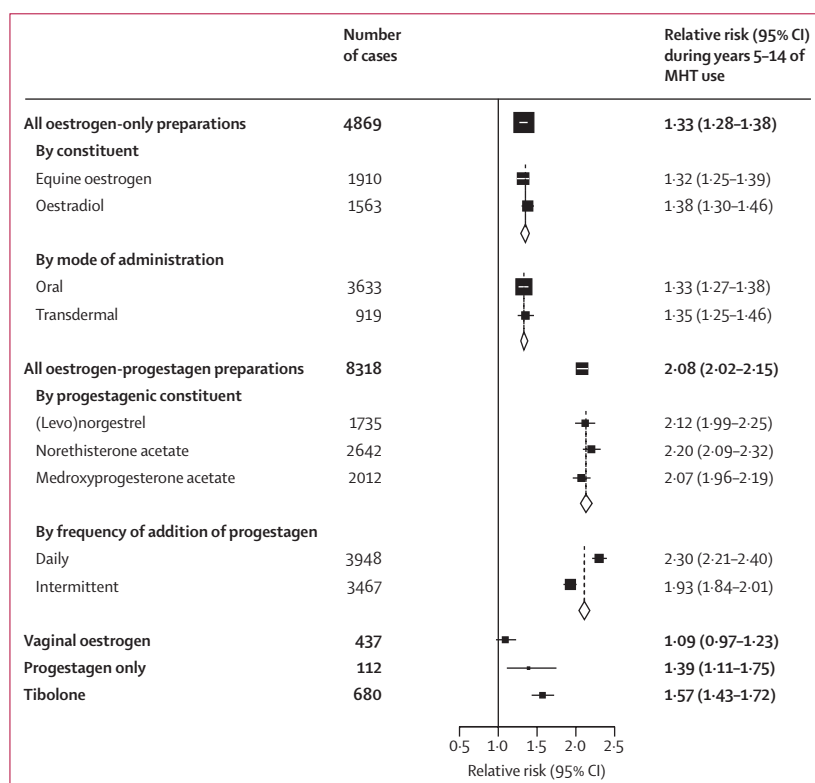 Number of cases
Relative risk (95% CI) during years 5–14 of MHT use
All oestrogen-only preparations 4869 1·33 (1·28–1·38)
By constituent
Equine oestrogen 1910 1·32 (1·25–1·39)
Oestradiol 1563 1·38 (1·30–1·46)
By mode of administration
Oral 3633 1·33 (1·27–1·38)
Transdermal 919 1·35 (1·25–1·46)
All oestrogen-progestagen preparations 8318 2·08 (2·02–2·15)
By progestagenic constituent
(Levo)norgestrel 1735 2·12 (1·99–2·25)
Norethisterone acetate 2642 2·20 (2·09–2·32)
Medroxyprogesterone acetate 2012 2·07 (1·96–2·19)
By frequency of addition of progestagen
Daily 3948 2·30 (2·21–2·40)
Intermittent 3467 1·93 (1·84–2·01)
Vaginal oestrogen 437 1·09 (0·97–1·23)
Progestagen only 112 1·39 (1·11–1·75)
Tibolone 680 1·57 (1·43–1·72)
0·5 1·0 1·5 2·0 2·5
Relative risk (95% CI)